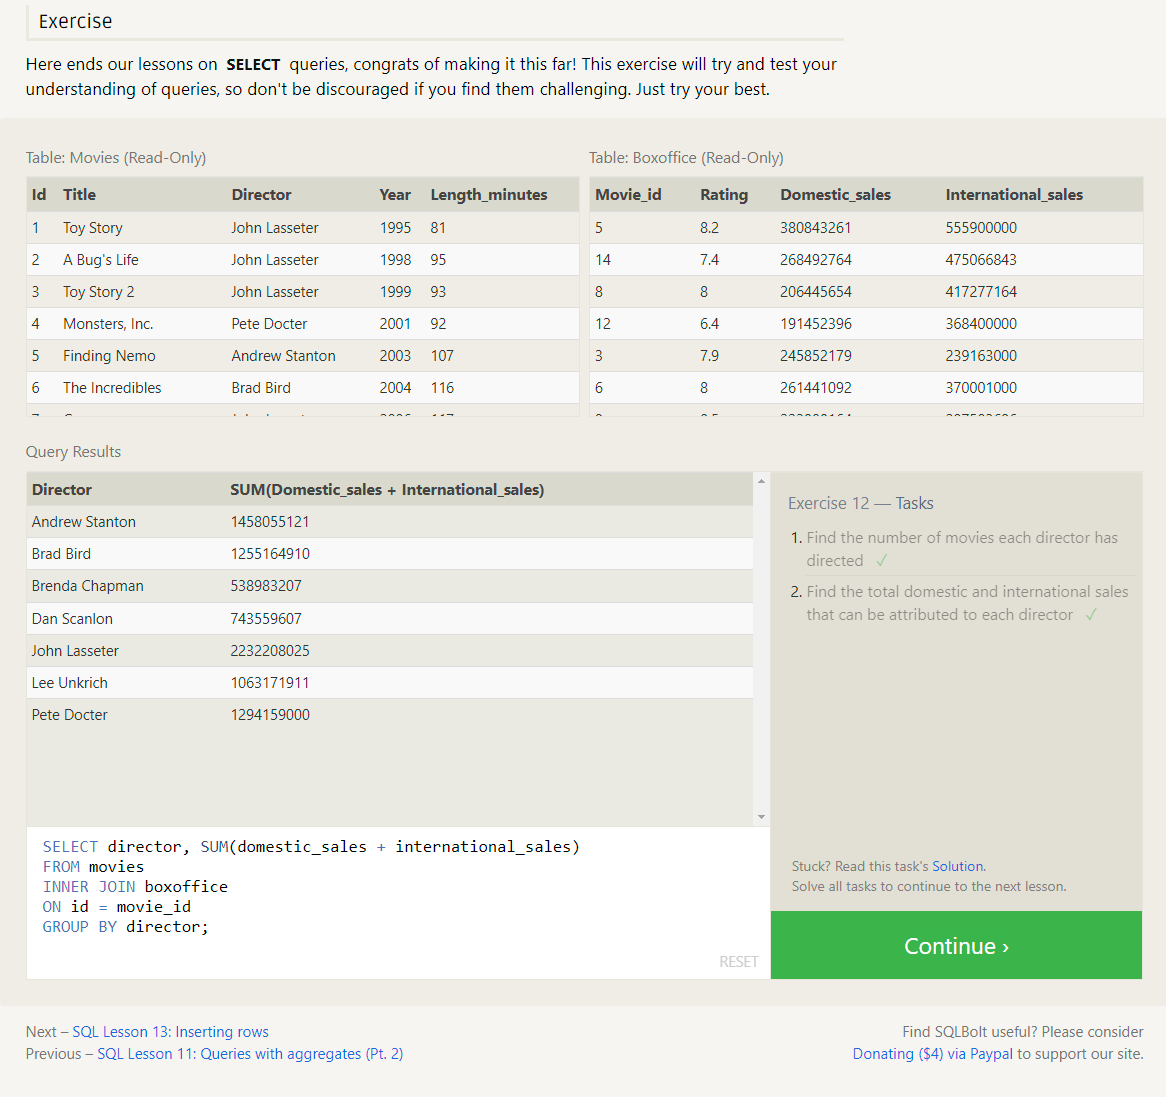 Exercise
Here ends our lessons on SELECT queries, congrats of making it this far! This exercise will try and test your
understanding of queries, so don't be discouraged if you find them challenging. Just try your best.
Table: Movies (Read-Only)
Id Title Director Year Length_minutes
1 Toy Story John Lasseter 1995 81
2 A Bug's Life John Lasseter 1998 95
3 Toy Story 2 John Lasseter 1999 93
4 Monsters, Inc. Pete Docter 2001 92
5 Finding Nemo Andrew Stanton 2003 107
6 The Incredibles Brad Bird 2004 116
Table: Boxoffice (Read-Only)
Movie_id Rating Domestic_sales International_sales
5 8.2 380843261 555900000
14 7.4 268492764 475066843
8 8 206445654 417277164
12 6.4 191452396 368400000
3 7.9 245852179 239163000
6 8 261441092 370001000
Query Results
Director SUM(Domestic_sales + International_sales)
Andrew Stanton 1458055121
Brad Bird 1255164910
Brenda Chapman 538983207
Dan Scanlon 743559607
John Lasseter 2232208025
Lee Unkrich 1063171911
Pete Docter 1294159000
SELECT director, SUM(domestic_sales + international_sales)
FROM movies
INNER JOIN boxoffice
ON id = movie_id
GROUP BY director;
RESET
Exercise 12 — Tasks
1. Find the number of movies each director has
directed ✓
2. Find the total domestic and international sales
that can be attributed to each director ✓
Stuck? Read this task's Solution.
Solve all tasks to continue to the next lesson.
Continue ›
Next – SQL Lesson 13: Inserting rows
Previous – SQL Lesson 11: Queries with aggregates (Pt. 2)
Find SQLBolt useful? Please consider
Donating ($4) via Paypal to support our site.